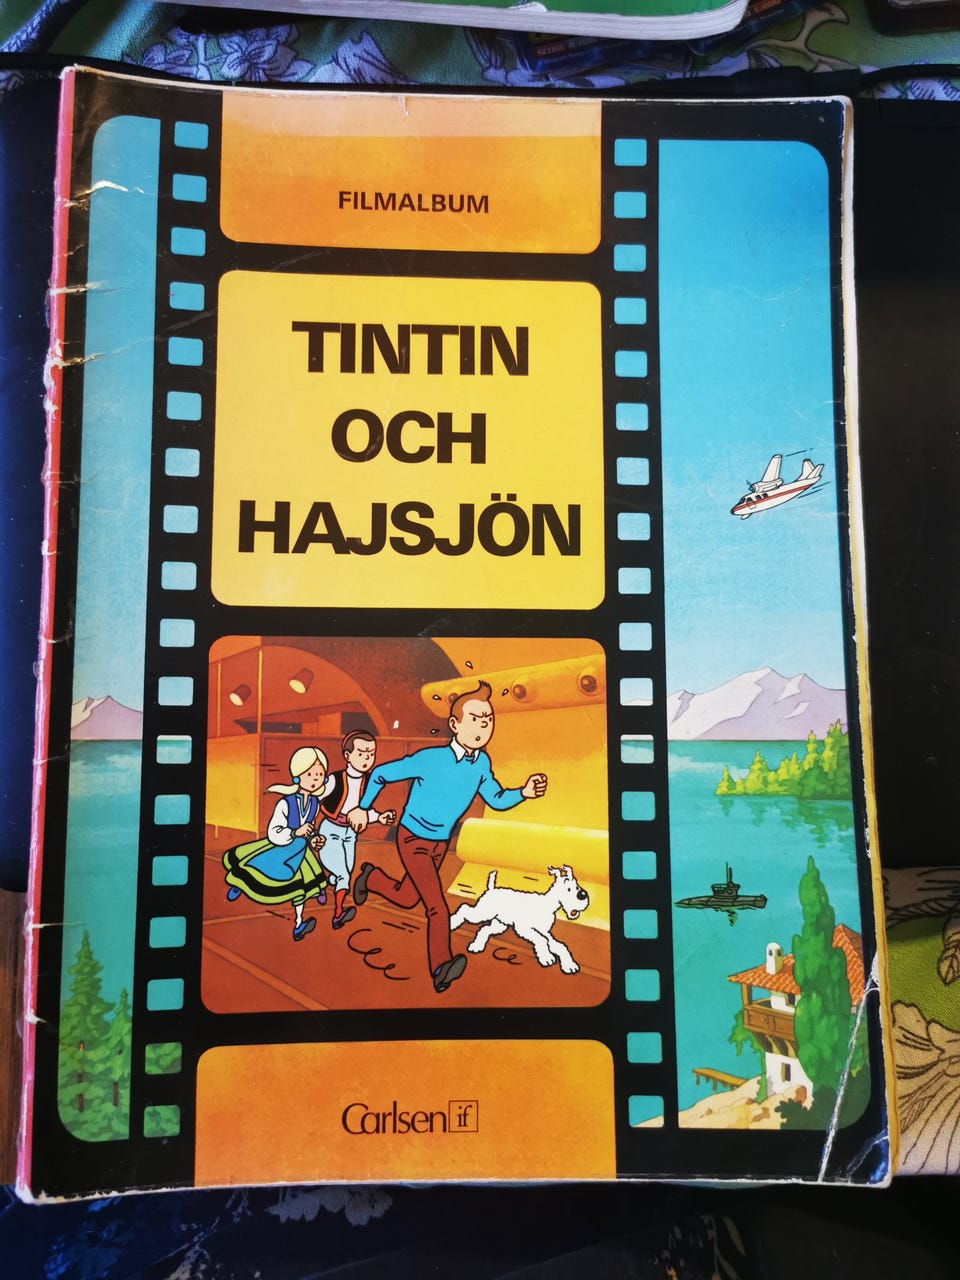 FILMALBUM
TINTIN
OCH
HAJSJÖN
Carlsen if